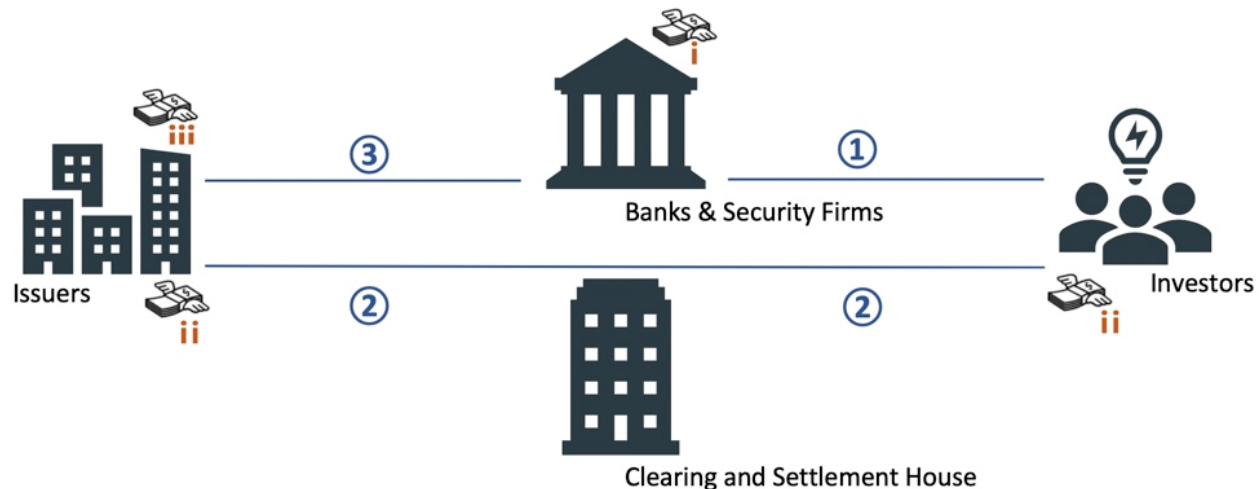 i
iii
③
①
Banks & Security Firms
Issuers
②
②
Investors
ii
ii
Clearing and Settlement House